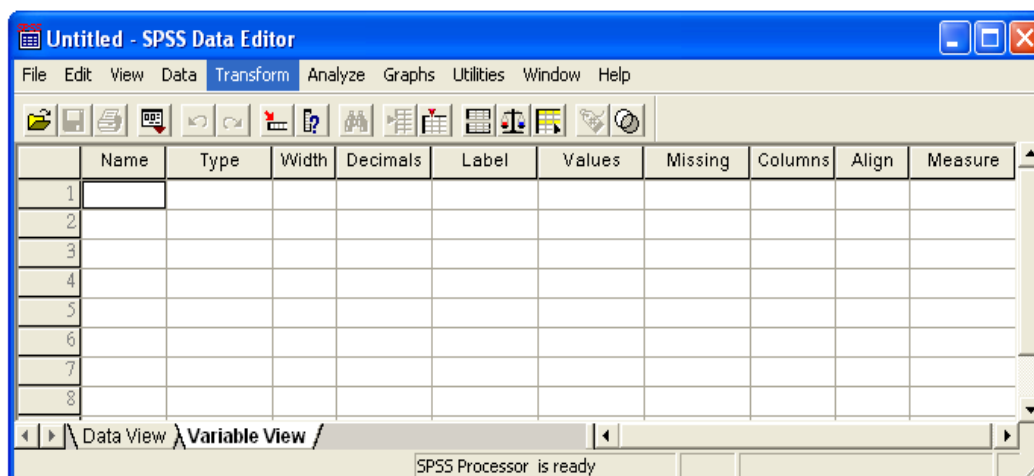 Untitled - SPSS Data Editor
File Edit View Data Transform Analyze Graphs Utilities Window Help
Name Type Width Decimals Label Values Missing Columns Align Measure
1
2
3
4
5
6
7
8
Data View Variable View
SPSS Processor is ready